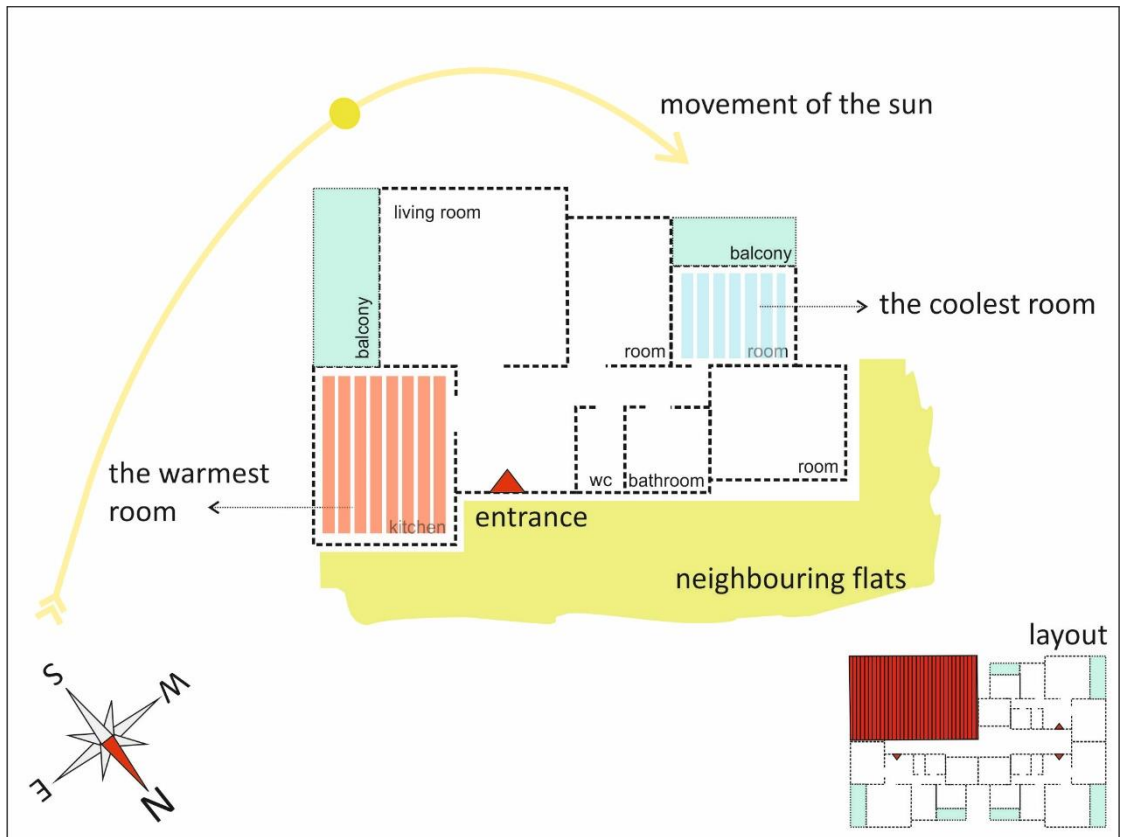 movement of the sun
living room
balcony
balcony
the coolest room
room
room
the warmest
room
kitchen
wc
bathroom
room
entrance
neighbouring flats
layout
S
W
E
N